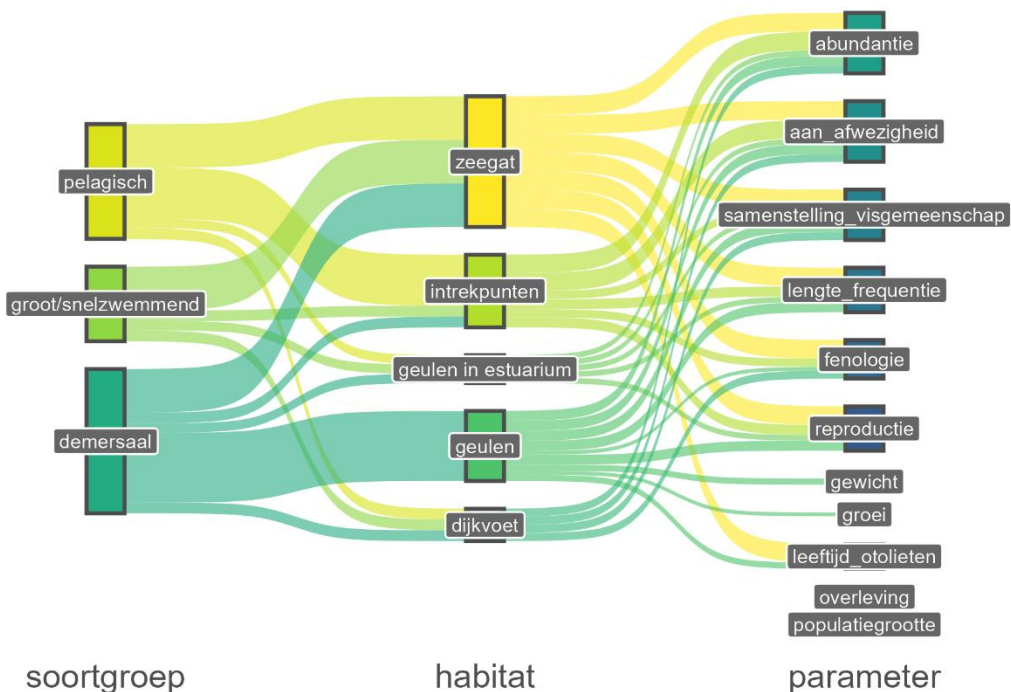 pelagisch
groot/snelzwemmend
demersaal
zeegat
intrekpunten
geulen in estuarium
geulen
dijkvoet
abundantie
aan_afwezigheid
samenstelling_visgemeenschap
lengte_frequentie
fenologie
reproductie
gewicht
groei
leeftijd_otolieten
overleving
populatiegrootte
soortgroep
habitat
parameter